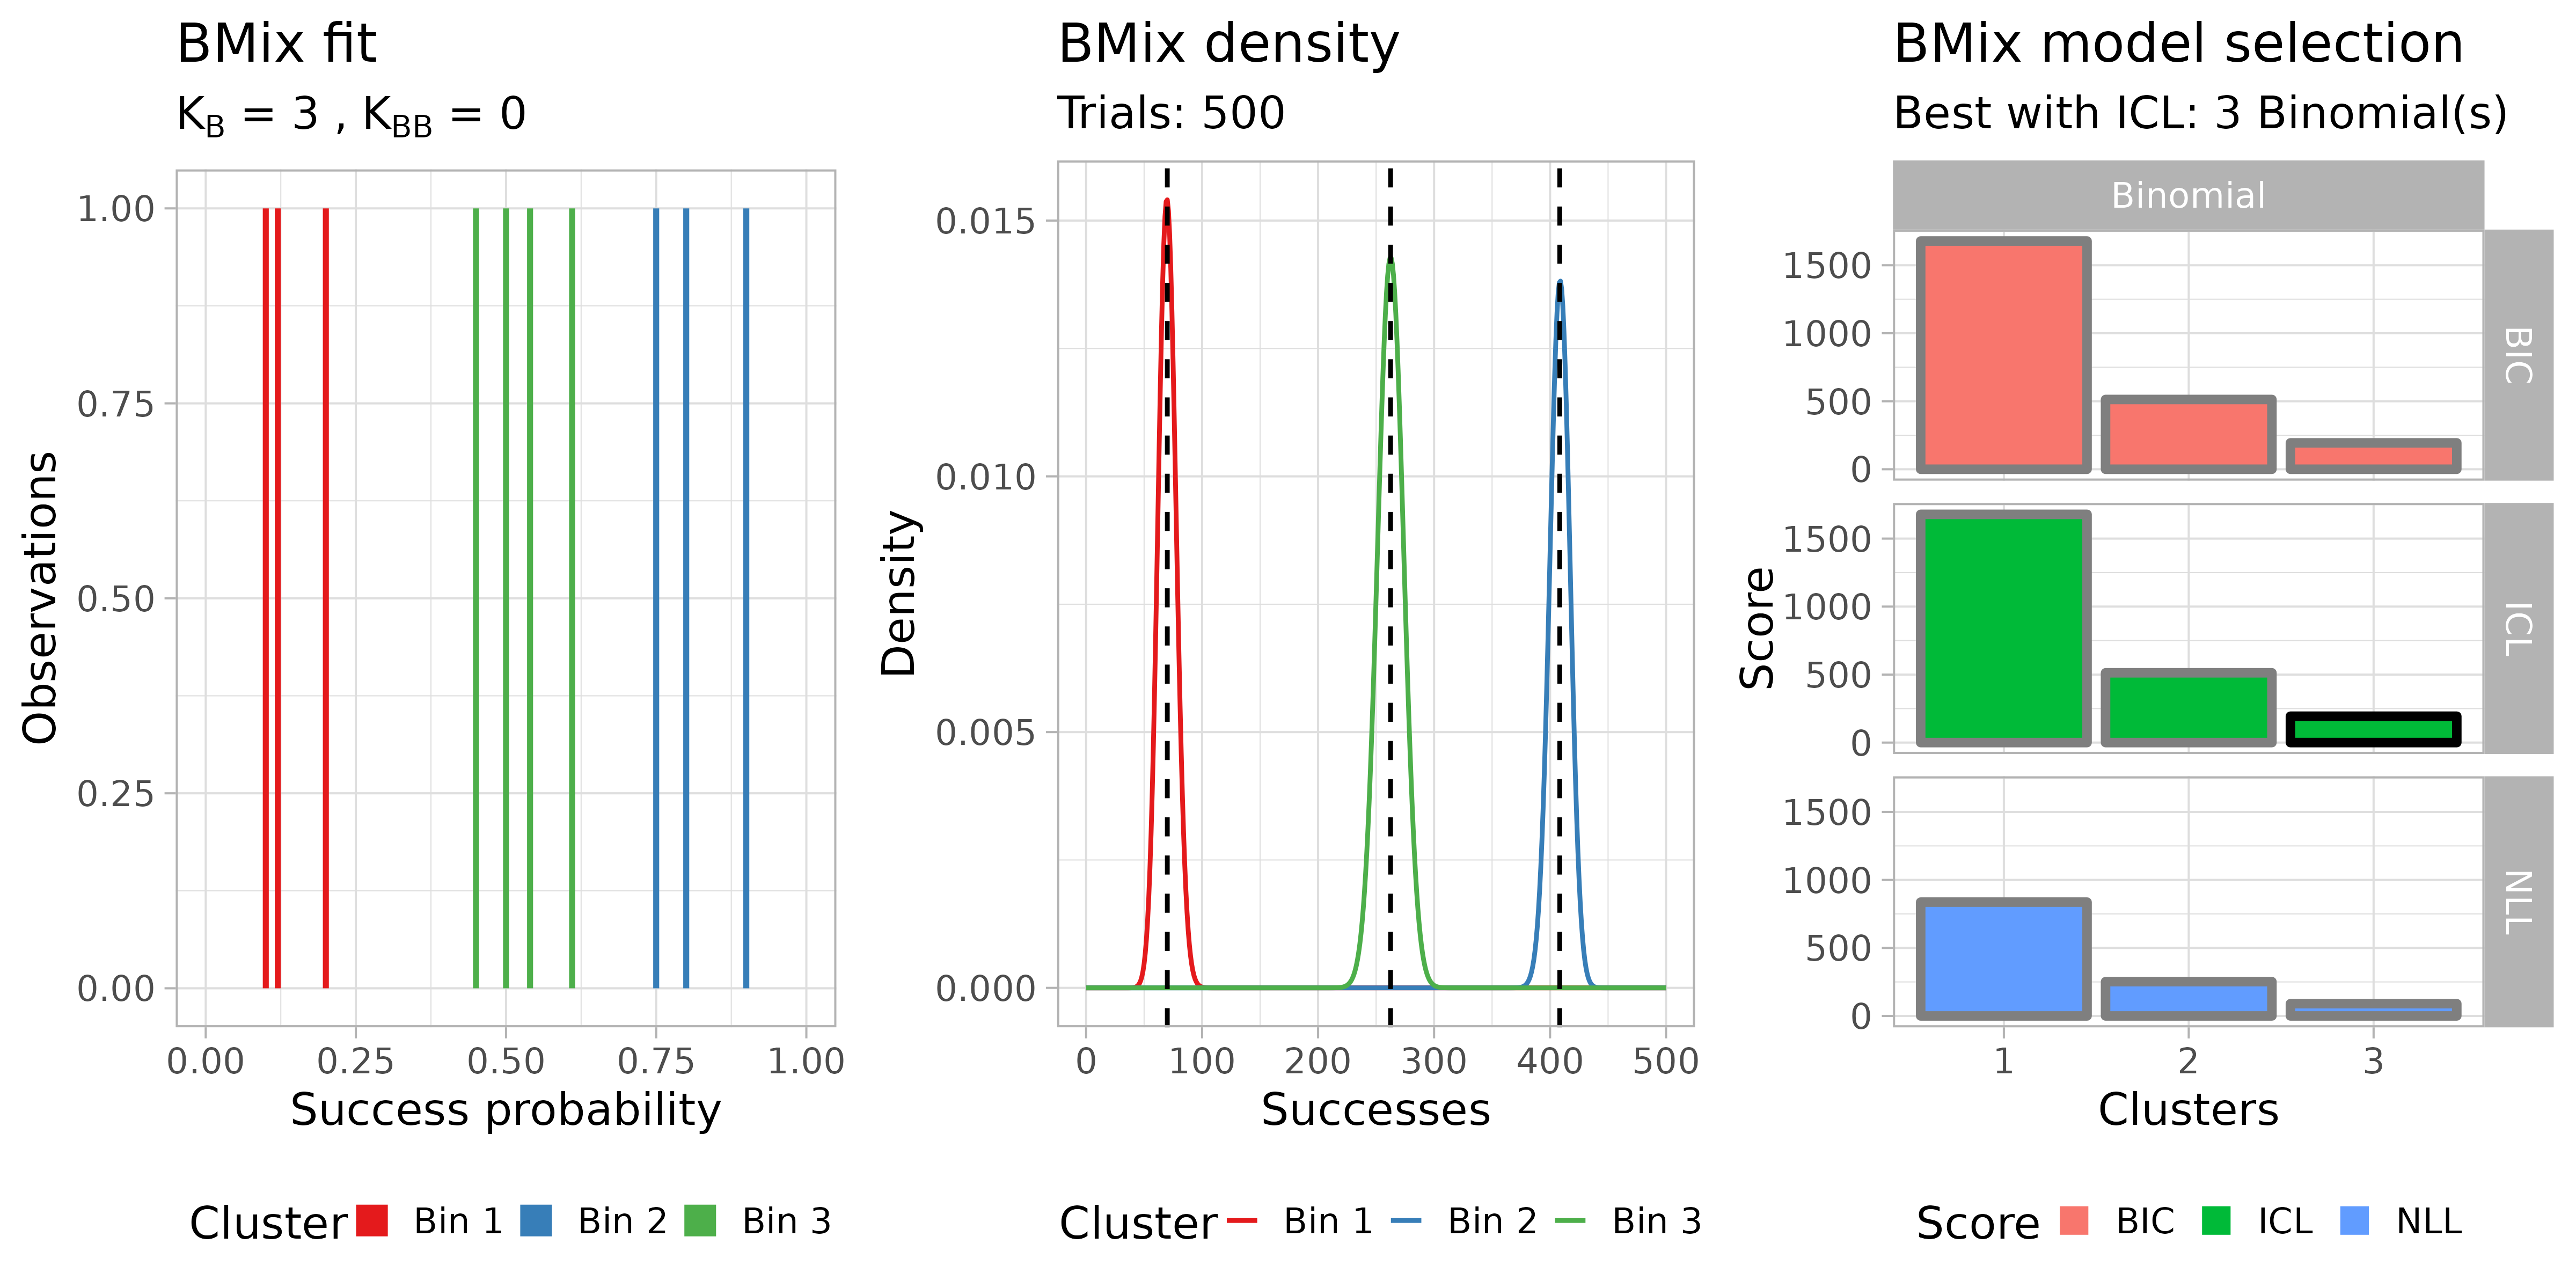 BMix fit
K_B = 3 , K_BB = 0
Observations
1.00
0.75
0.50
0.25
0.00
0.00 0.25 0.50 0.75 1.00
Success probability
Cluster Bin 1 Bin 2 Bin 3
BMix density
Trials: 500
Density
0.015
0.010
0.005
0.000
0 100 200 300 400 500
Successes
Cluster Bin 1 Bin 2 Bin 3
BMix model selection
Best with ICL: 3 Binomial(s)
Binomial
Score
1500
1000
500
0
BIC
1500
1000
500
0
ICL
1500
1000
500
0
NLL
1 2 3
Clusters
Score BIC ICL NLL